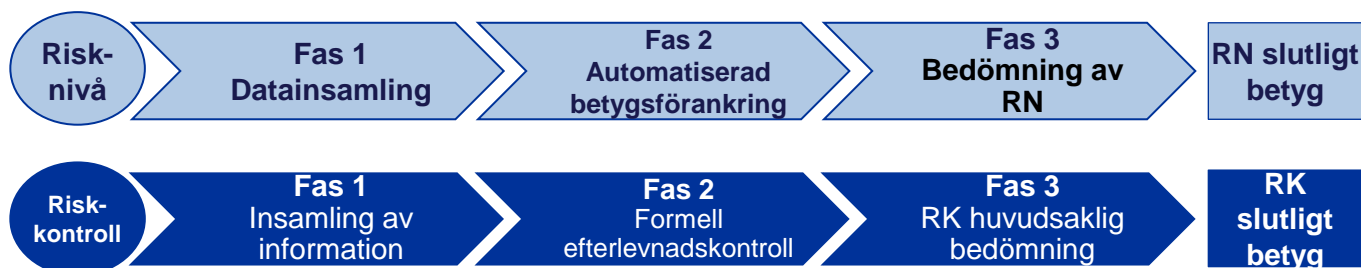 Risk-
nivå
Fas 1
Datainsamling
Fas 2
Automatiserad
betygsförankring
Fas 3
Bedömning av
RN
RN slutligt
betyg
Risk-
kontroll
Fas 1
Insamling av
information
Fas 2
Formell
efterlevnadskontroll
Fas 3
RK huvudsaklig
bedömning
RK
slutligt
betyg